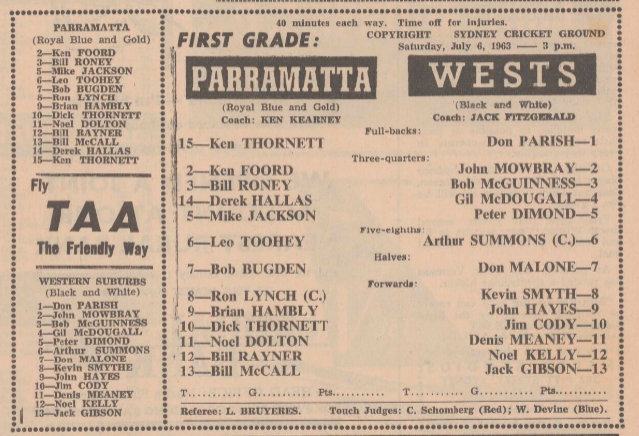 PARRAMATTA
(Royal Blue and Gold)
2—Ken FOORD
3—Bill RONEY
5—Mike JACKSON
6—Leo TOOHEY
7—Bob BUGDEN
8—Ron LYNCH
9—Brian HAMBLY
10—Dick THORNETT
11—Noel DOLTON
12—Bill RAYNER
13—Bill McCALL
14—Derek HALLAS
15—Ken THORNETT
Fly
TAA
The Friendly Way
WESTERN SUBURBS
(Black and White)
1—Don PARISH
2—John MOWBRAY
3—Bob McGUINNESS
4—Gil McDOUGALL
5—Peter DIMOND
6—Arthur SUMMONS
7—Don MALONE
8—Kevin SMYTHE
9—John HAYES
10—Jim CODY
11—Denis MEANEY
12—Noel KELLY
13—Jack GIBSON
40 minutes each way. Time off for injuries.
FIRST GRADE: COPYRIGHT SYDNEY CRICKET GROUND
Saturday, July 6, 1963 — 3 p.m.
PARRAMATTA WESTS
(Royal Blue and Gold) (Black and White)
Coach: KEN KEARNEY Coach: JACK FITZGERALD
Full-backs:
15—Ken THORNETT Don PARISH—1
Three-quarters:
2—Ken FOORD John MOWBRAY—2
3—Bill RONEY Bob McGUINNESS—3
14—Derek HALLAS Gil McDOUGALL—4
5—Mike JACKSON Peter DIMOND—5
Five-eighths:
6—Leo TOOHEY Arthur SUMMONS (C.)—6
Halves:
7—Bob BUGDEN Don MALONE—7
Forwards:
8—Ron LYNCH (C.) Kevin SMYTH—8
9—Brian HAMBLY John HAYES—9
10—Dick THORNETT Jim CODY—10
11—Noel DOLTON Denis MEANEY—11
12—Bill RAYNER Noel KELLY—12
13—Bill McCALL Jack GIBSON—13
T.......... G.......... Pts.......... T.......... G.......... Pts..........
Referee: L. BRUYERES. Touch Judges: C. Schomberg (Red); W. Devine (Blue).